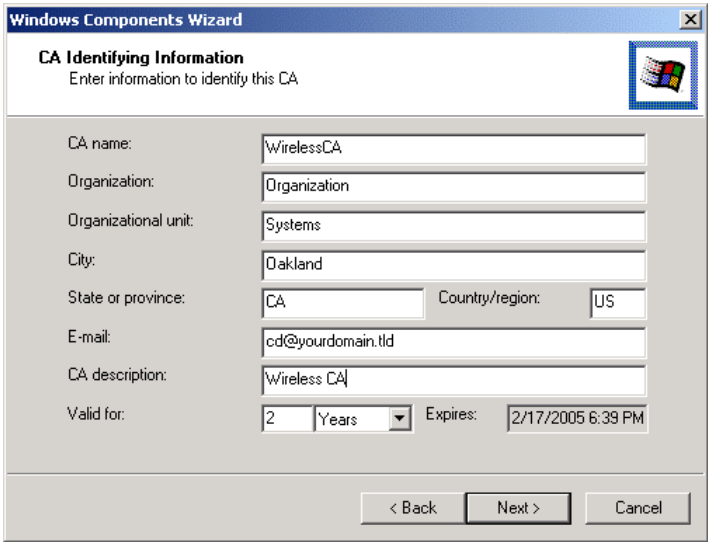 Windows Components Wizard
CA Identifying Information
Enter information to identify this CA
CA name: WirelessCA
Organization: Organization
Organizational unit: Systems
City: Oakland
State or province: CA Country/region: US
E-mail: cd@yourdomain.tld
CA description: Wireless CA
Valid for: 2 Years Expires: 2/17/2005 6:39 PM
< Back Next > Cancel